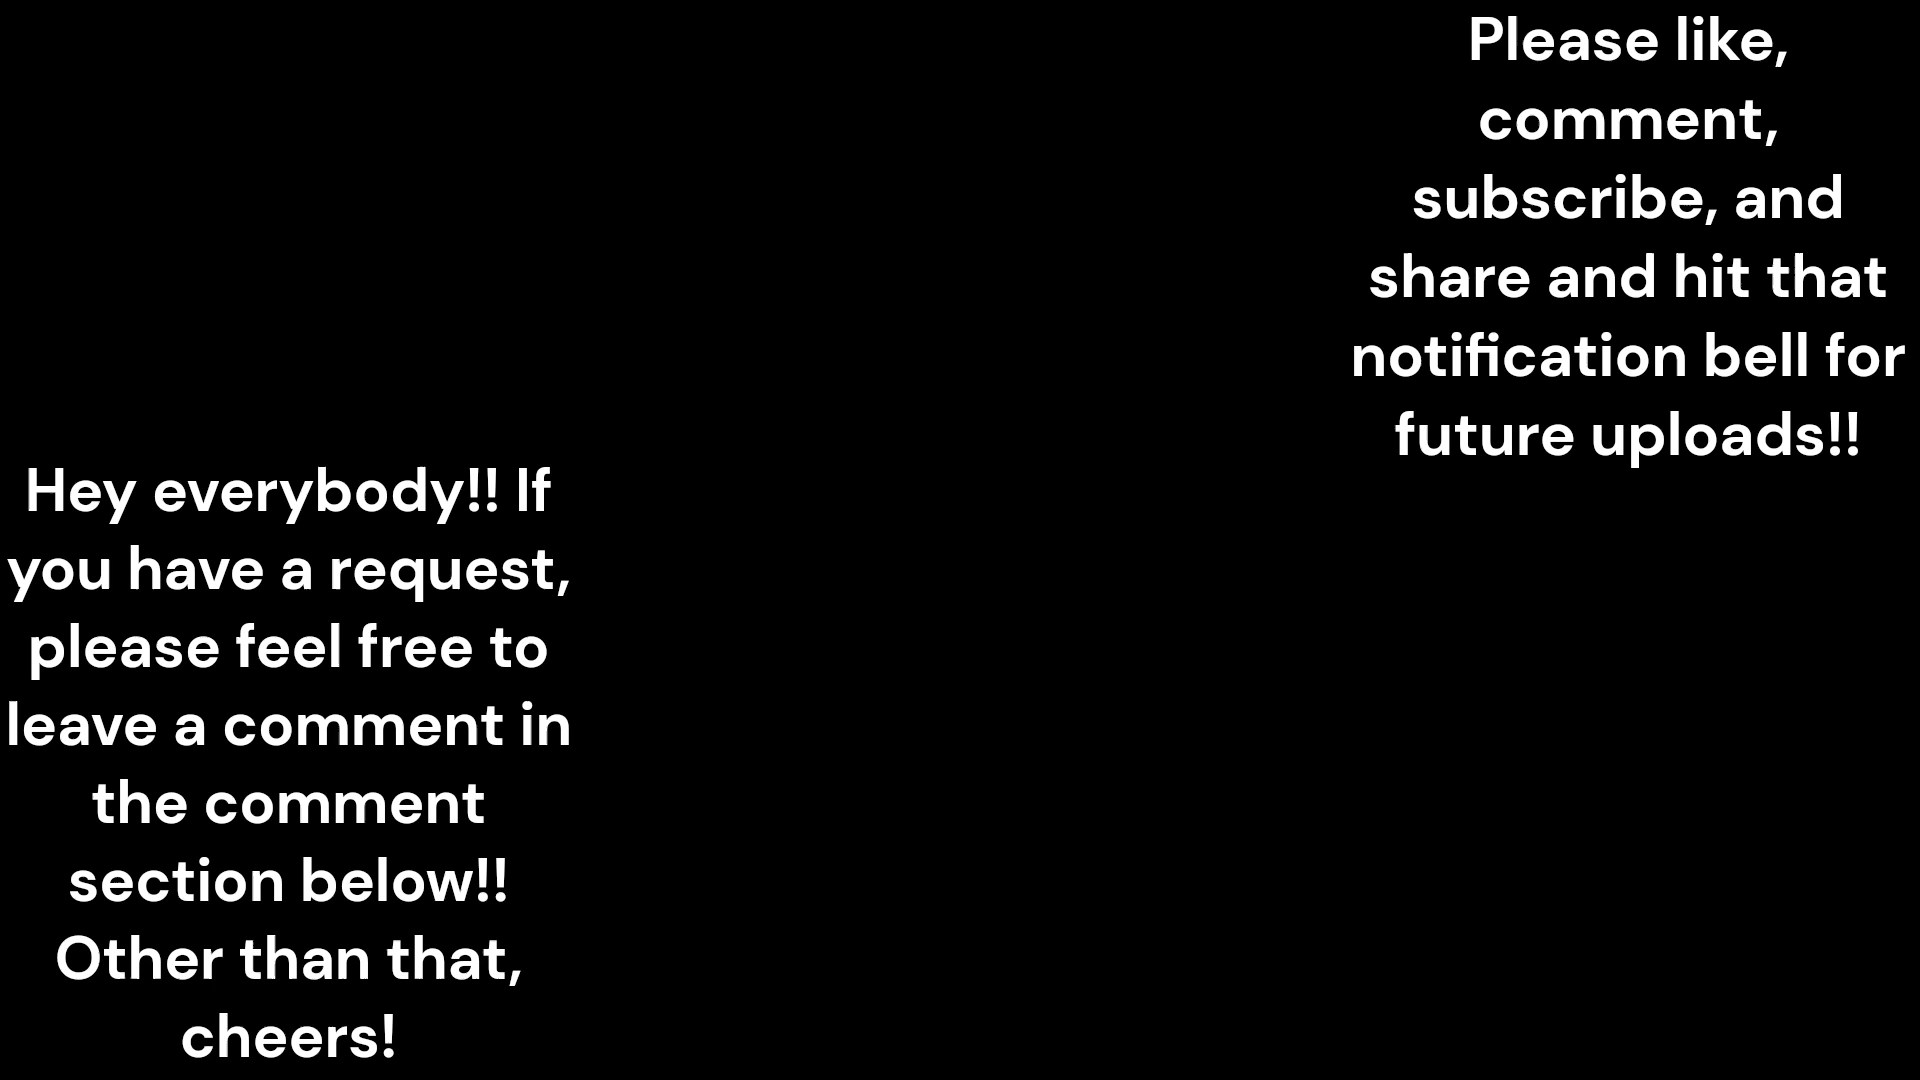 Please like,
comment,
subscribe, and
share and hit that
notification bell for
future uploads!!
Hey everybody!! If
you have a request,
please feel free to
leave a comment in
the comment
section below!!
Other than that,
cheers!